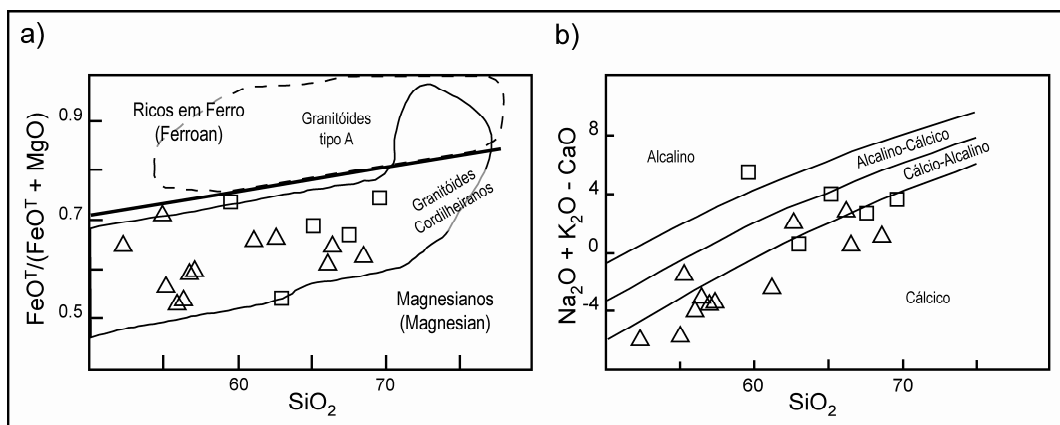 a)
FeOᵀ/(FeOᵀ + MgO)
0.9
0.7
0.5
Ricos em Ferro
(Ferroan)
Granitóides
tipo A
Granitóides
Cordilheiranos
Magnesianos
(Magnesian)
60
70
SiO₂
b)
Na₂O + K₂O - CaO
8
4
0
-4
Alcalino
Alcalino-Cálcico
Cálcio-Alcalino
Cálcico
60
70
SiO₂